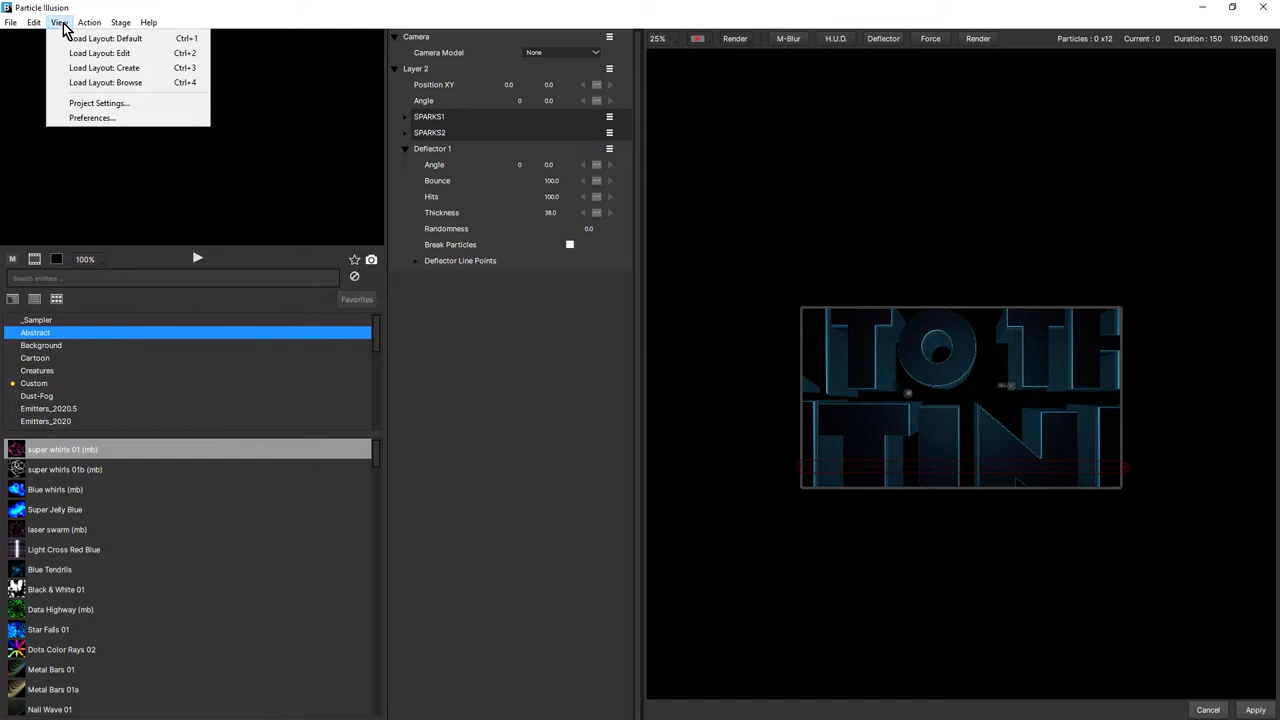 Particle Illusion
File Edit View Action Stage Help
Load Layout: Default Ctrl+1
Load Layout: Edit Ctrl+2
Load Layout: Create Ctrl+3
Load Layout: Browse Ctrl+4
Project Settings...
Preferences...
M 100%
Search emitters ...
Favorites
_Sampler
Abstract
Background
Cartoon
Creatures
Custom
Dust-Fog
Emitters_2020.5
Emitters_2020
super whirls 01 (mb)
super whirls 01b (mb)
Blue whirls (mb)
Super Jelly Blue
laser swarm (mb)
Light Cross Red Blue
Blue Tendrils
Black & White 01
Data Highway (mb)
Star Falls 01
Dots Color Rays 02
Metal Bars 01
Metal Bars 01a
Nail Wave 01
Camera
Camera Model None
Layer 2
Position XY 0.0 0.0
Angle 0 0.0
SPARKS1
SPARKS2
Deflector 1
Angle 0 0.0
Bounce 100.0
Hits 100.0
Thickness 38.0
Randomness 0.0
Break Particles
Deflector Line Points
25% Render M-Blur H.U.D. Deflector Force Render Particles : 0 x12 Current : 0 Duration : 150 1920x1080
TO TH
TINI
Cancel Apply